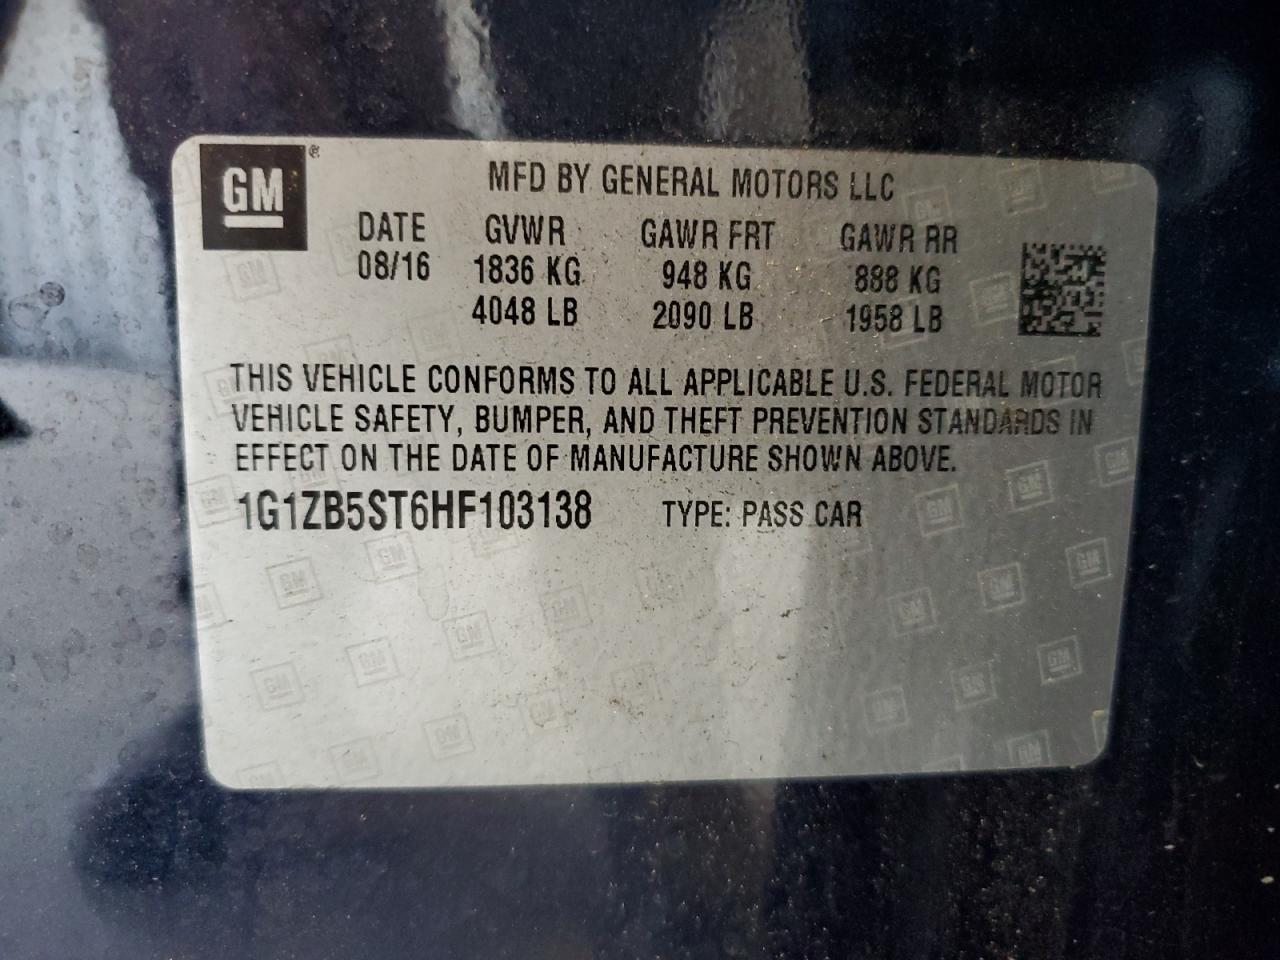 GM®
MFD BY GENERAL MOTORS LLC
DATE GVWR GAWR FRT GAWR RR
08/16 1836 KG 948 KG 888 KG
4048 LB 2090 LB 1958 LB
THIS VEHICLE CONFORMS TO ALL APPLICABLE U.S. FEDERAL MOTOR
VEHICLE SAFETY, BUMPER, AND THEFT PREVENTION STANDARDS IN
EFFECT ON THE DATE OF MANUFACTURE SHOWN ABOVE.
1G1ZB5ST6HF103138 TYPE: PASS CAR